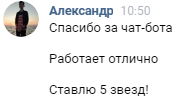 Александр 10:50
Спасибо за чат-бота
Работает отлично
Ставлю 5 звезд!